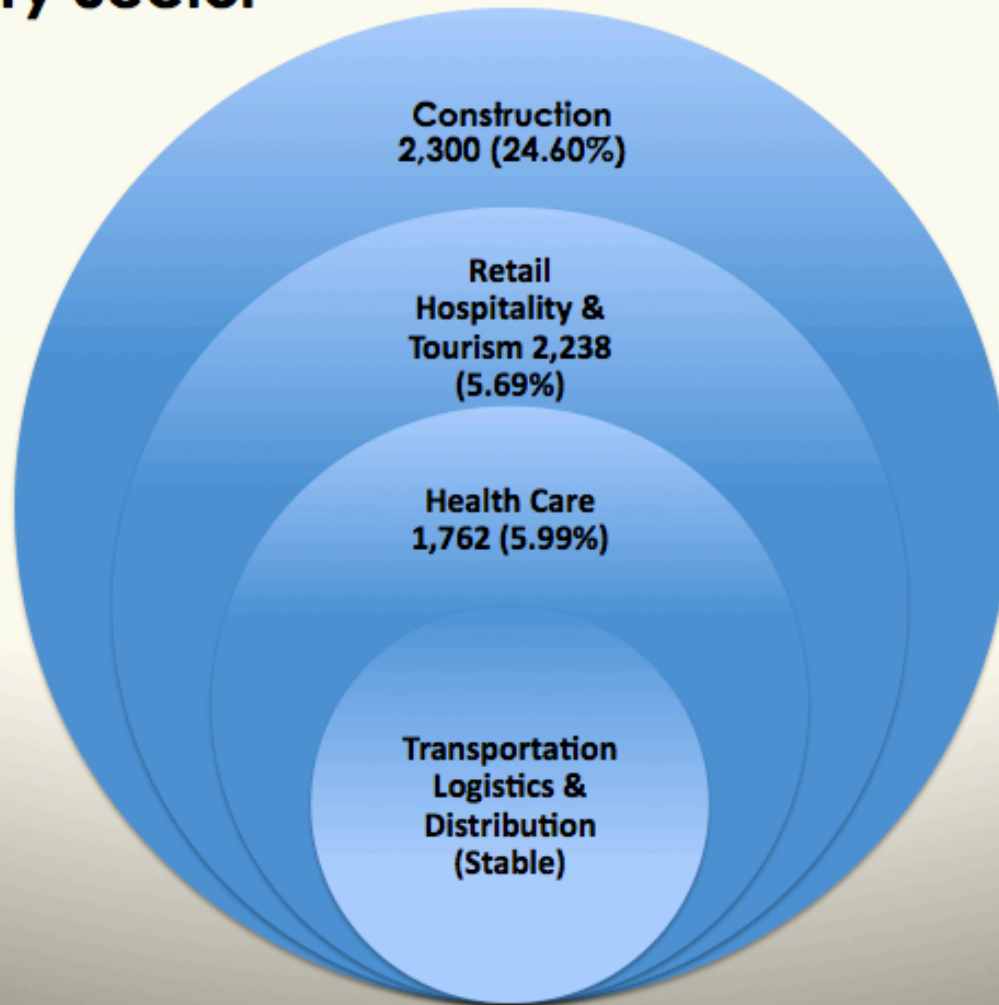 Sector
Construction
2,300 (24.60%)
Retail
Hospitality &
Tourism 2,238
(5.69%)
Health Care
1,762 (5.99%)
Transportation
Logistics &
Distribution
(Stable)